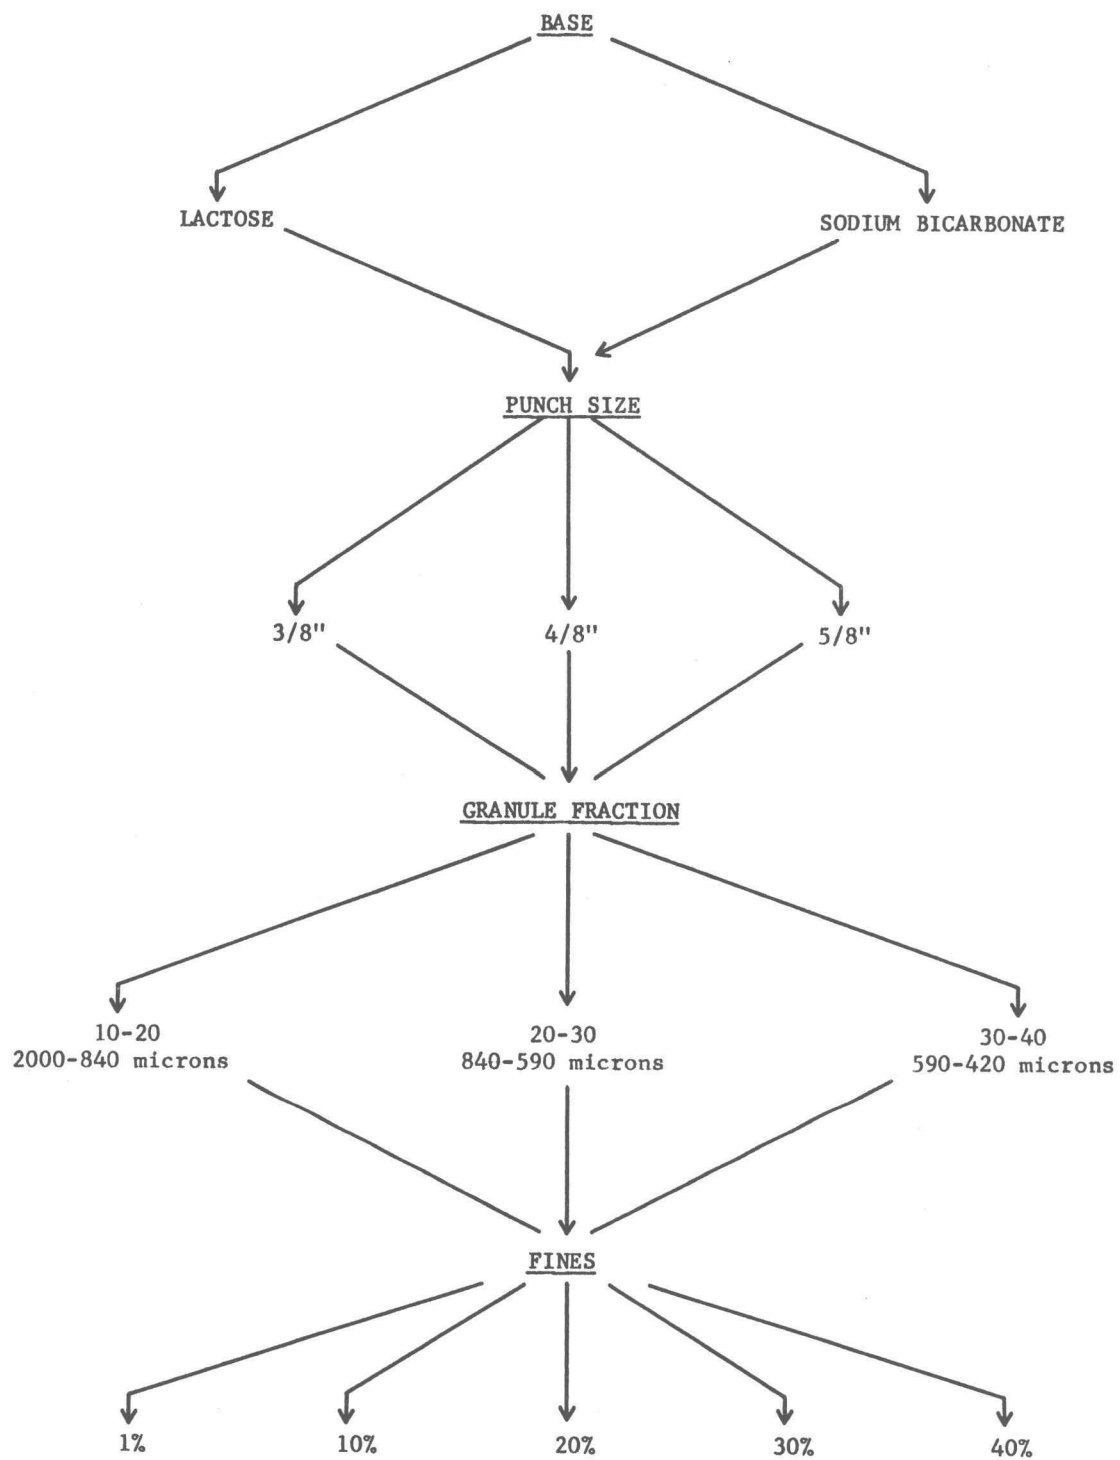 BASE
LACTOSE
SODIUM BICARBONATE
PUNCH SIZE
3/8"
4/8"
5/8"
GRANULE FRACTION
10-20
2000-840 microns
20-30
840-590 microns
30-40
590-420 microns
FINES
1%
10%
20%
30%
40%